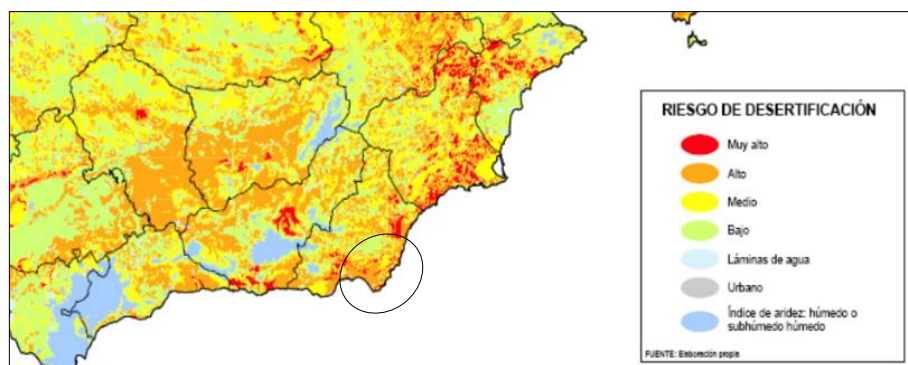 RIESGO DE DESERTIFICACIÓN
Muy alto
Alto
Medio
Bajo
Láminas de agua
Urbano
Índice de aridez: húmedo o
subhúmedo húmedo
FUENTE: Elaboración propia